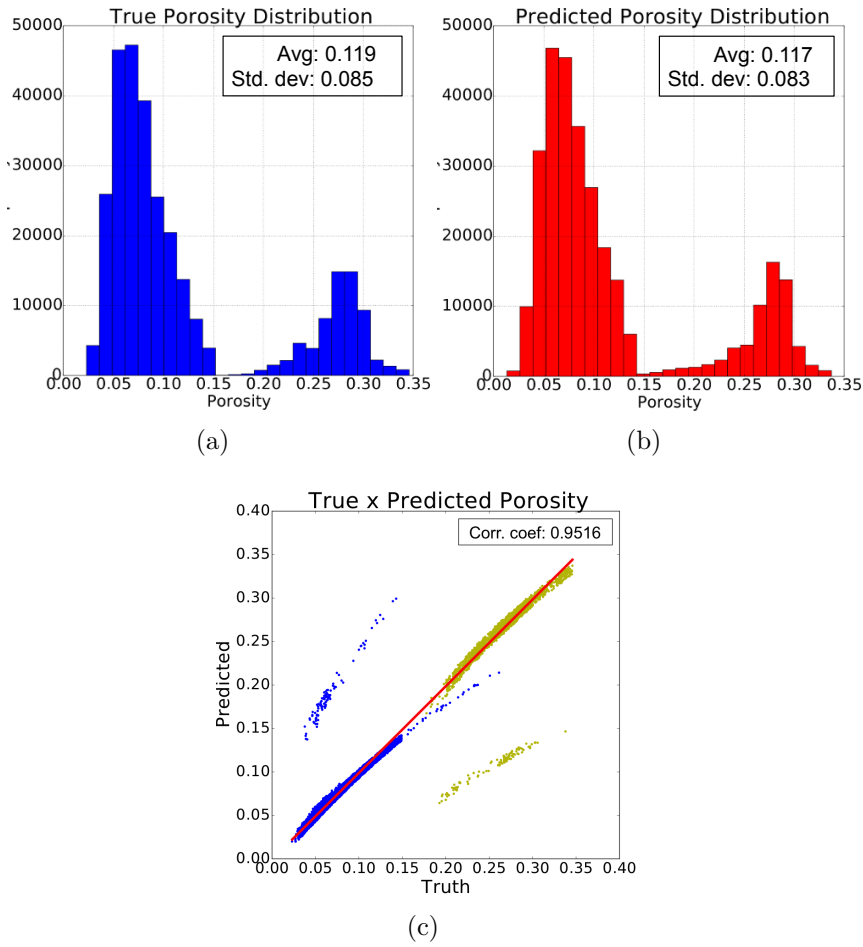 True Porosity Distribution
Avg: 0.119
Std. dev: 0.085
50000
40000
30000
20000
10000
0
0.00 0.05 0.10 0.15 0.20 0.25 0.30 0.35
Porosity
(a)
Predicted Porosity Distribution
Avg: 0.117
Std. dev: 0.083
50000
40000
30000
20000
10000
0
0.00 0.05 0.10 0.15 0.20 0.25 0.30 0.35
Porosity
(b)
True x Predicted Porosity
Corr. coef: 0.9516
0.40
0.35
0.30
0.25
0.20
0.15
0.10
0.05
0.00
Predicted
0.00 0.05 0.10 0.15 0.20 0.25 0.30 0.35 0.40
Truth
(c)